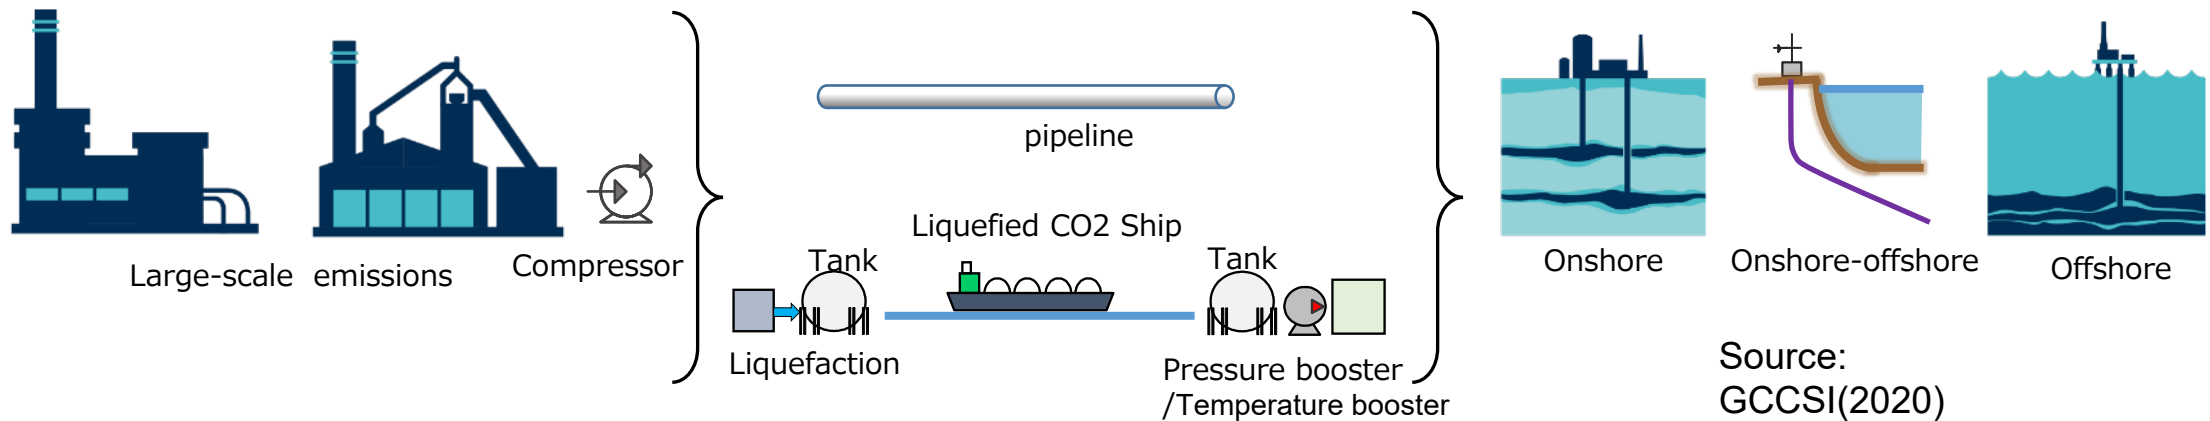 Large-scale emissions
Compressor
pipeline
Liquefied CO2 Ship
Tank
Tank
Liquefaction
Pressure booster
/Temperature booster
Onshore
Onshore-offshore
Offshore
Source:
GCCSI(2020)